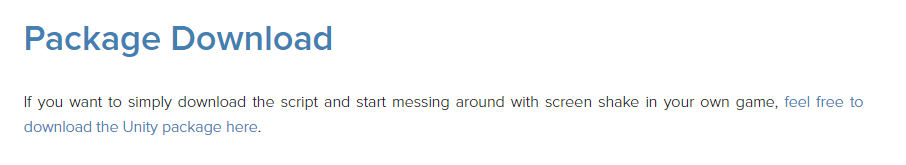 Package Download
If you want to simply download the script and start messing around with screen shake in your own game, feel free to
download the Unity package here.